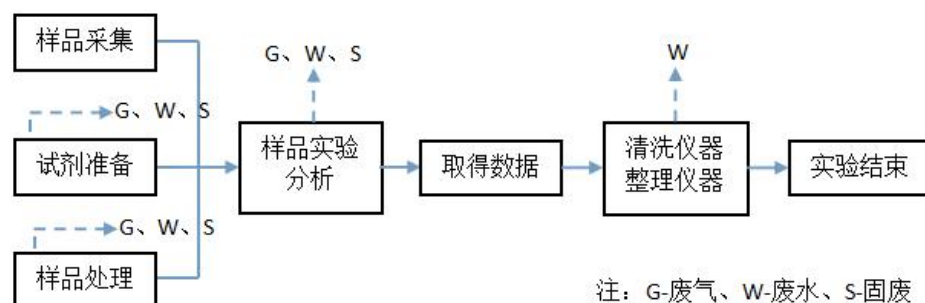 样品采集
G、W、S
试剂准备
G、W、S
样品处理
G、W、S
样品实验
分析
取得数据
W
清洗仪器
整理仪器
实验结束
注：G-废气、W-废水、S-固废